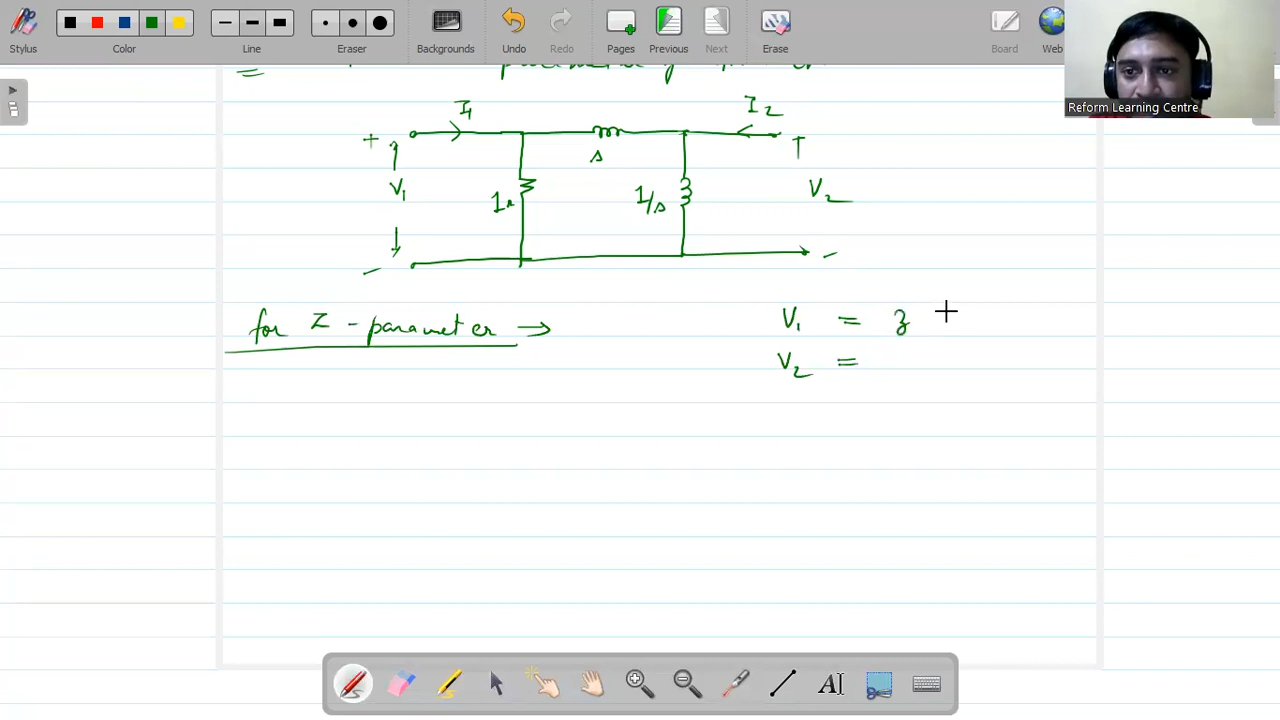 Stylus
Color
Line
Eraser
Backgrounds
Undo
Redo
Pages
Previous
Next
Erase
Board
Web
Reform Learning Centre
I1
I2
+
s
V1
1Ω
1/s
V2
-
-
for Z - parameter →
V1 = z
V2 =